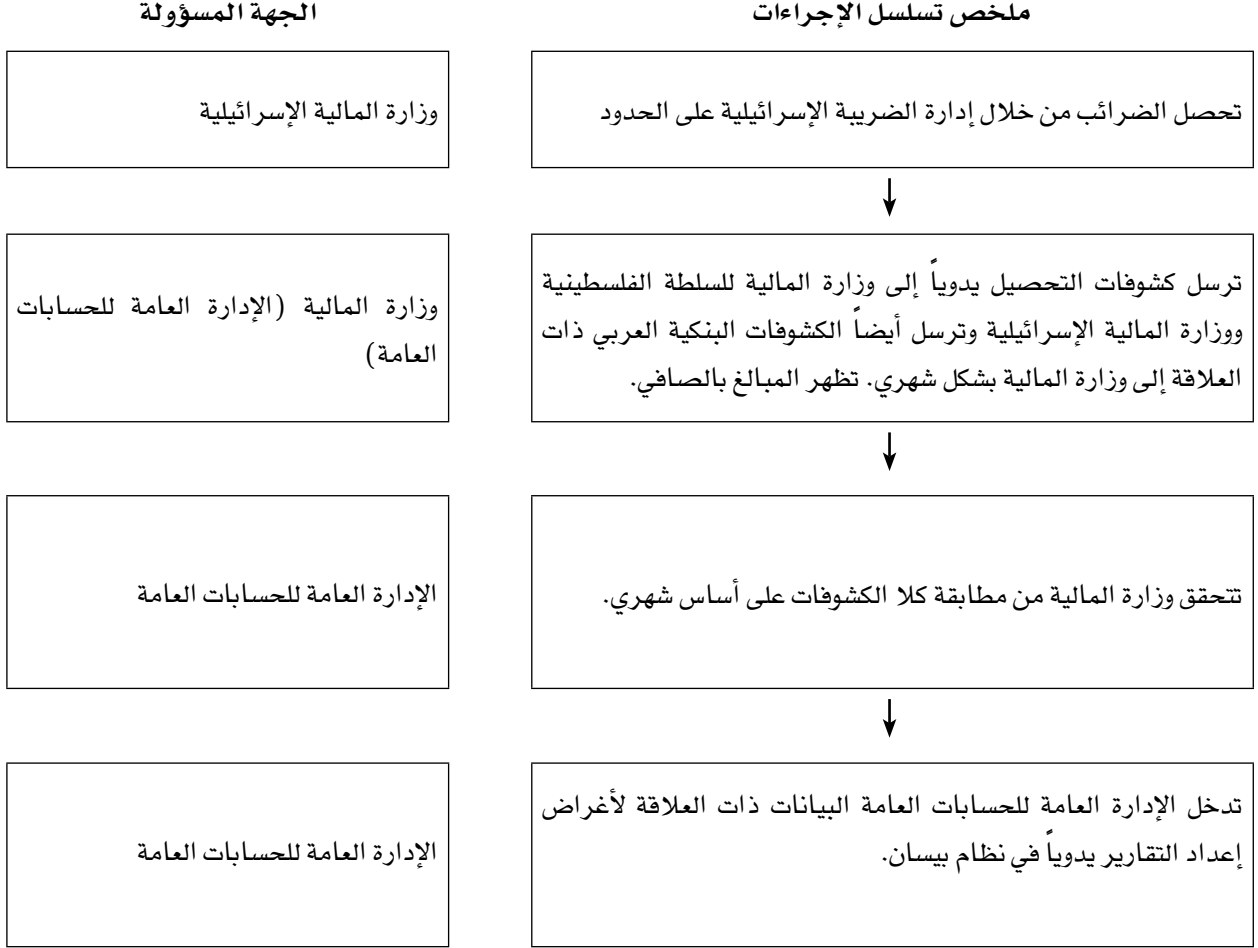 ملخص تسلسل الإجراءات
الجهة المسؤولة
تحصل الضرائب من خلال إدارة الضريبة الإسرائيلية على الحدود
وزارة المالية الإسرائيلية
ترسل كشوفات التحصيل يدوياً إلى وزارة المالية للسلطة الفلسطينية
ووزارة المالية الإسرائيلية وترسل أيضاً الكشوفات البنكية العربي ذات
العلاقة إلى وزارة المالية بشكل شهري. تظهر المبالغ بالصافي.
وزارة المالية (الإدارة العامة للحسابات
العامة)
تتحقق وزارة المالية من مطابقة كلا الكشوفات على أساس شهري.
الإدارة العامة للحسابات العامة
تدخل الإدارة العامة للحسابات العامة البيانات ذات العلاقة لأغراض
إعداد التقارير يدوياً في نظام بيسان.
الإدارة العامة للحسابات العامة